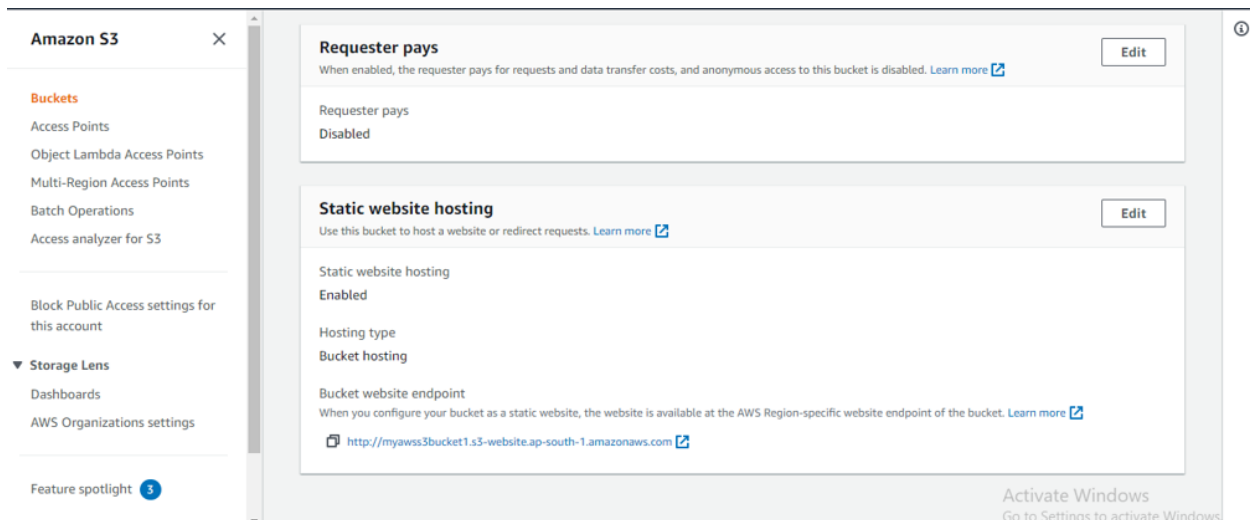 Amazon S3
Buckets
Access Points
Object Lambda Access Points
Multi-Region Access Points
Batch Operations
Access analyzer for S3
Block Public Access settings for
this account
Storage Lens
Dashboards
AWS Organizations settings
Feature spotlight 3
Requester pays
Edit
When enabled, the requester pays for requests and data transfer costs, and anonymous access to this bucket is disabled. Learn more
Requester pays
Disabled
Static website hosting
Edit
Use this bucket to host a website or redirect requests. Learn more
Static website hosting
Enabled
Hosting type
Bucket hosting
Bucket website endpoint
When you configure your bucket as a static website, the website is available at the AWS Region-specific website endpoint of the bucket. Learn more
http://myawss3bucket1.s3-website.ap-south-1.amazonaws.com
Activate Windows
Go to Settings to activate Windows